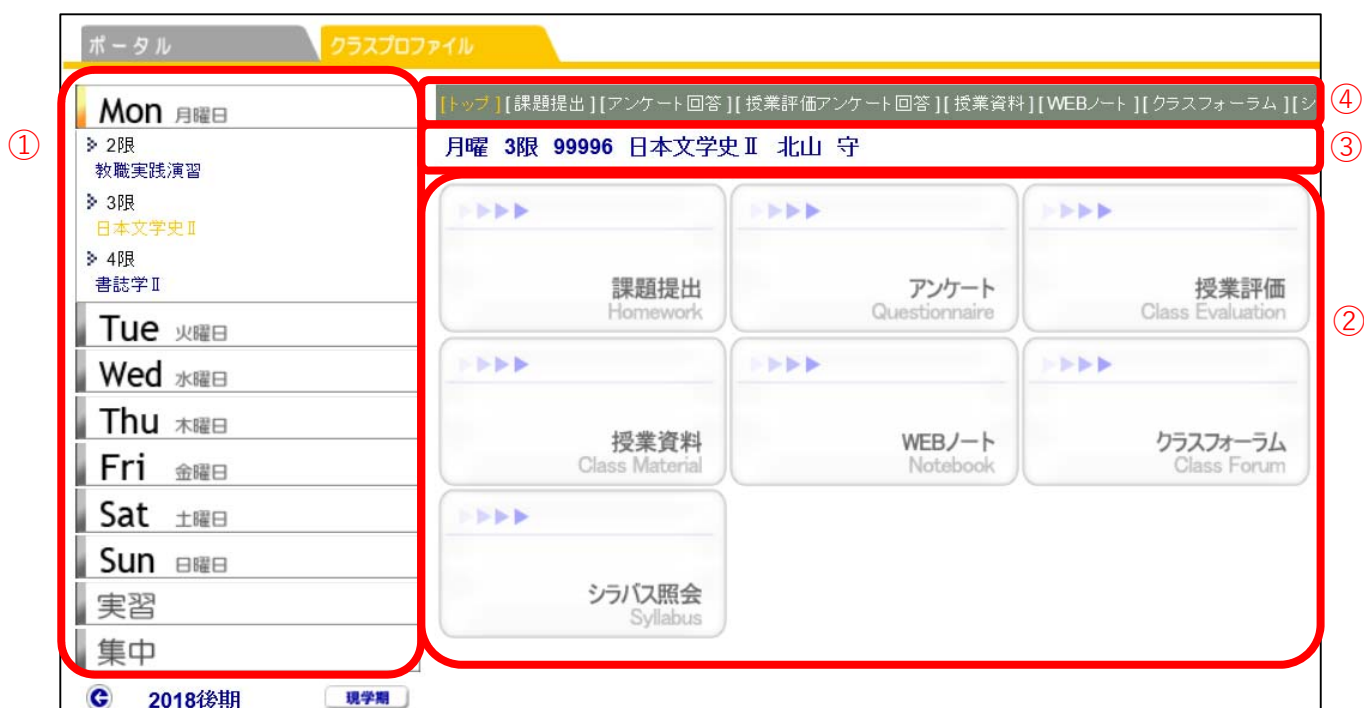 ポータル
クラスプロファイル
①
Mon 月曜日
2限
教職実践演習
3限
日本文学史Ⅱ
4限
書誌学Ⅱ
Tue 火曜日
Wed 水曜日
Thu 木曜日
Fri 金曜日
Sat 土曜日
Sun 日曜日
実習
集中
2018後期
現学期
[トップ][課題提出][アンケート回答][授業評価アンケート回答][授業資料][WEBノート][クラスフォーラム][シ
④
月曜 3限 99996 日本文学史Ⅱ 北山 守
③
課題提出
Homework
アンケート
Questionnaire
授業評価
Class Evaluation
②
授業資料
Class Material
WEBノート
Notebook
クラスフォーラム
Class Forum
シラバス照会
Syllabus